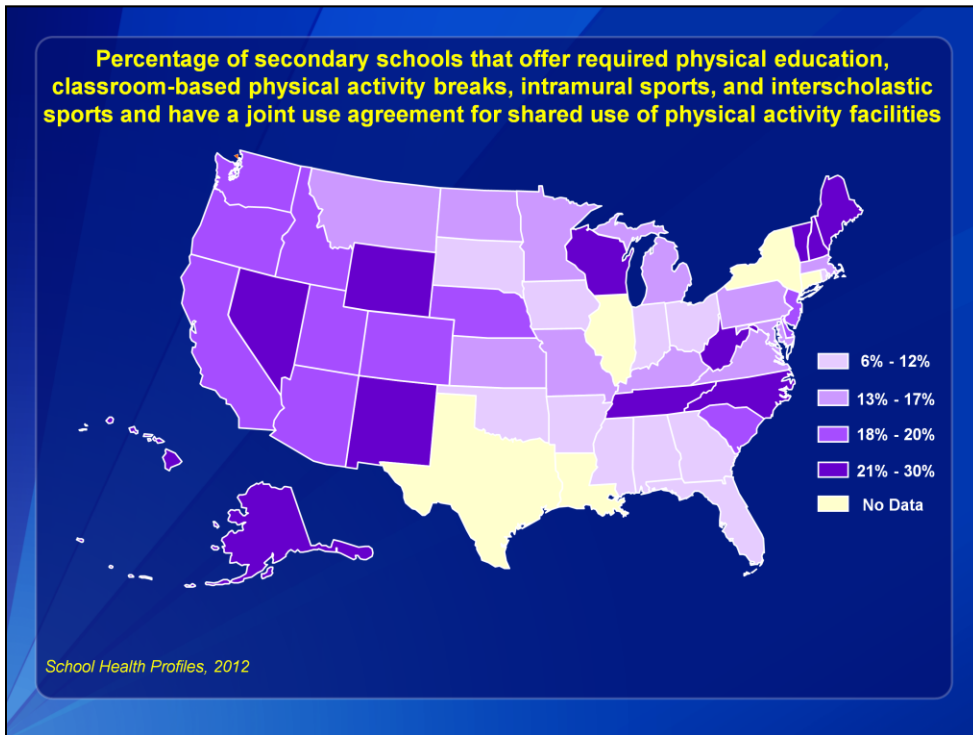 Percentage of secondary schools that offer required physical education,
classroom-based physical activity breaks, intramural sports, and interscholastic
sports and have a joint use agreement for shared use of physical activity facilities
6% - 12%
13% - 17%
18% - 20%
21% - 30%
No Data
School Health Profiles, 2012